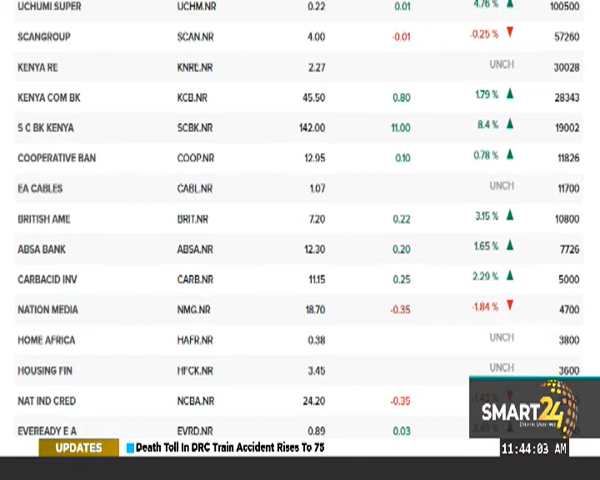 UCHUMI SUPER UCHM.NR 0.22 0.01 4.76 % ▲ 100500
SCANGROUP SCAN.NR 4.00 -0.01 -0.25 % ▼ 57260
KENYA RE KNRE.NR 2.27 UNCH 30028
KENYA COM BK KCB.NR 45.50 0.80 1.79 % ▲ 28343
S C BK KENYA SCBK.NR 142.00 11.00 8.4 % ▲ 19002
COOPERATIVE BAN COOP.NR 12.95 0.10 0.78 % ▲ 11826
EA CABLES CABL.NR 1.07 UNCH 11700
BRITISH AME BRIT.NR 7.20 0.22 3.15 % ▲ 10800
ABSA BANK ABSA.NR 12.30 0.20 1.65 % ▲ 7726
CARBACID INV CARB.NR 11.15 0.25 2.29 % ▲ 5000
NATION MEDIA NMG.NR 18.70 -0.35 -1.84 % ▼ 4700
HOME AFRICA HAFR.NR 0.38 UNCH 3800
HOUSING FIN HFCK.NR 3.45 UNCH 3600
NAT IND CRED NCBA.NR 24.20 -0.35
EVEREADY E A EVRD.NR 0.89 0.03
SMART24
UPDATES Death Toll In DRC Train Accident Rises To 75 11:44:03 AM